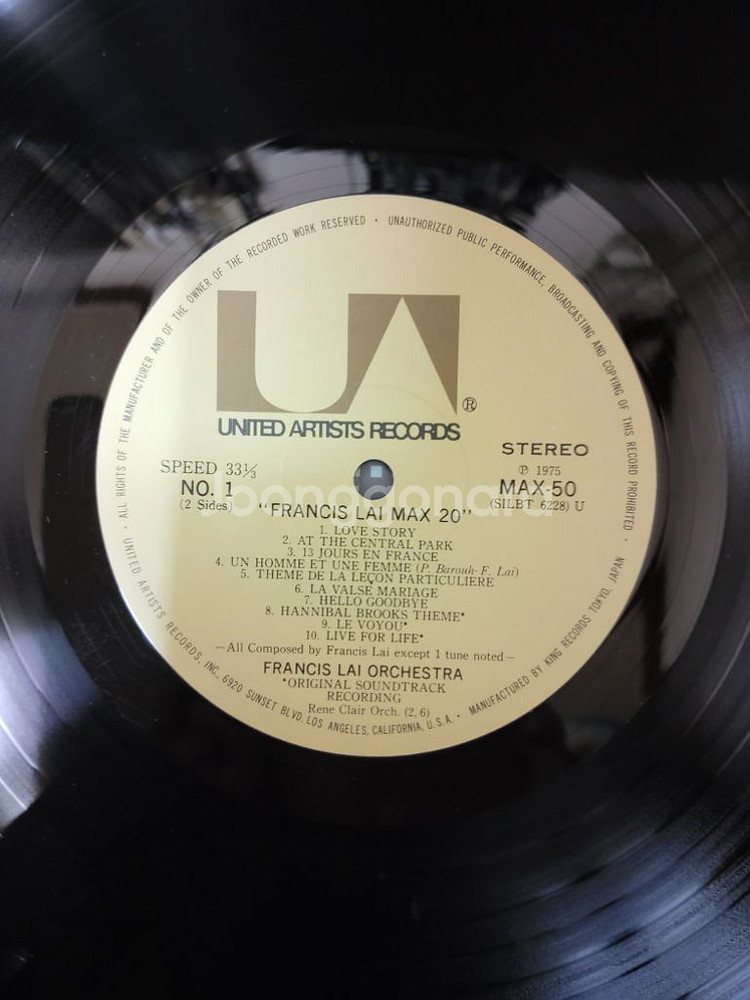 · ALL RIGHTS OF THE MANUFACTURER AND OF THE OWNER OF THE RECORDED WORK RESERVED · UNAUTHORIZED PUBLIC PERFORMANCE, BROADCASTING AND COPYING OF THIS RECORD PROHIBITED ·
UA
®
UNITED ARTISTS RECORDS
STEREO
SPEED 33⅓
℗ 1975
NO. 1
MAX-50
(2 Sides)
(SILBT 6228) U
Joonggonara
"FRANCIS LAI MAX 20"
1. LOVE STORY
2. AT THE CENTRAL PARK
3. 13 JOURS EN FRANCE
4. UN HOMME ET UNE FEMME (P. Barouh-F. Lai)
5. THEME DE LA LEÇON PARTICULIERE
6. LA VALSE MARIAGE
7. HELLO GOODBYE
8. HANNIBAL BROOKS THEME*
9. LE VOYOU*
10. LIVE FOR LIFE*
—All Composed by Francis Lai except 1 tune noted—
FRANCIS LAI ORCHESTRA
*ORIGINAL SOUNDTRACK
RECORDING
Rene Clair Orch. (2, 6)
UNITED ARTISTS RECORDS, INC., 6920 SUNSET BLVD, LOS ANGELES, CALIFORNIA, U.S.A. · MANUFACTURED BY KING RECORDS TOKYO, JAPAN